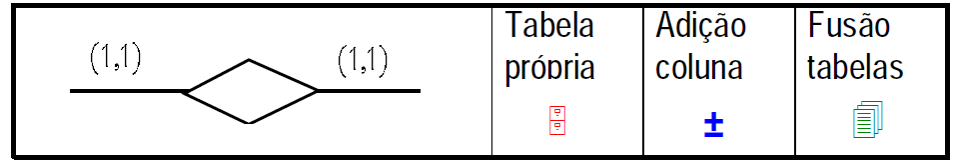 (1,1)
(1,1)
Tabela
própria
Adição
coluna
±
Fusão
tabelas